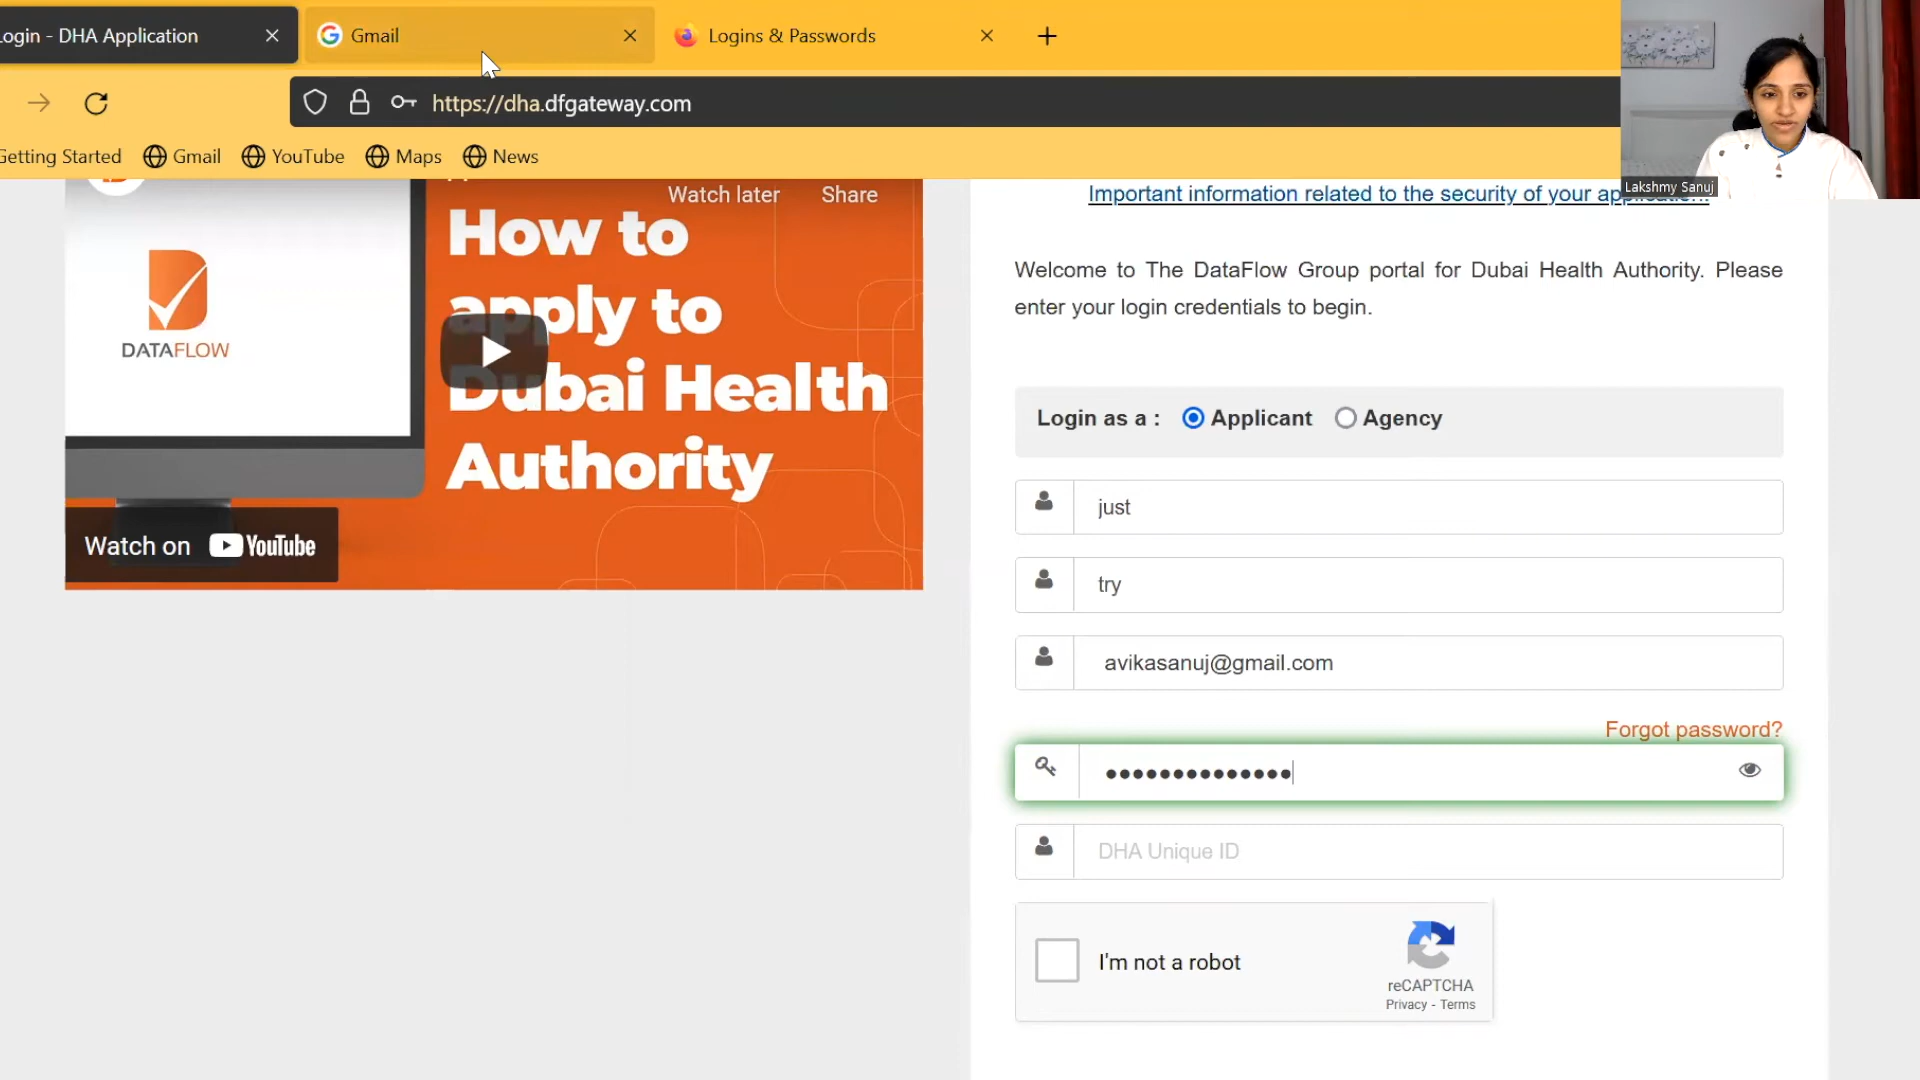 ogin - DHA Application
Gmail
Logins & Passwords
https://dha.dfgateway.com
Getting Started
Gmail
YouTube
Maps
News
Lakshmy Sanuj
Watch later
Share
How to
apply to
Dubai Health
Authority
DATAFLOW
Watch on YouTube
Important information related to the security of your application!
Welcome to The DataFlow Group portal for Dubai Health Authority. Please
enter your login credentials to begin.
Login as a : Applicant Agency
just
try
avikasanuj@gmail.com
Forgot password?
••••••••••••••
DHA Unique ID
I'm not a robot
reCAPTCHA
Privacy - Terms